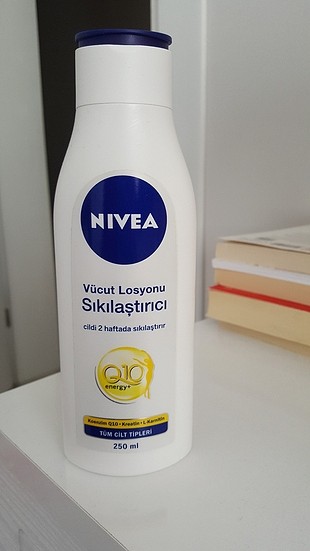 NIVEA
Vücut Losyonu
Sıkılaştırıcı
cildi 2 haftada sıkılaştırır
Q10
energy+
Koenzim Q10 • Kreatin • L-Karnitin
TÜM CİLT TİPLERİ
250 ml